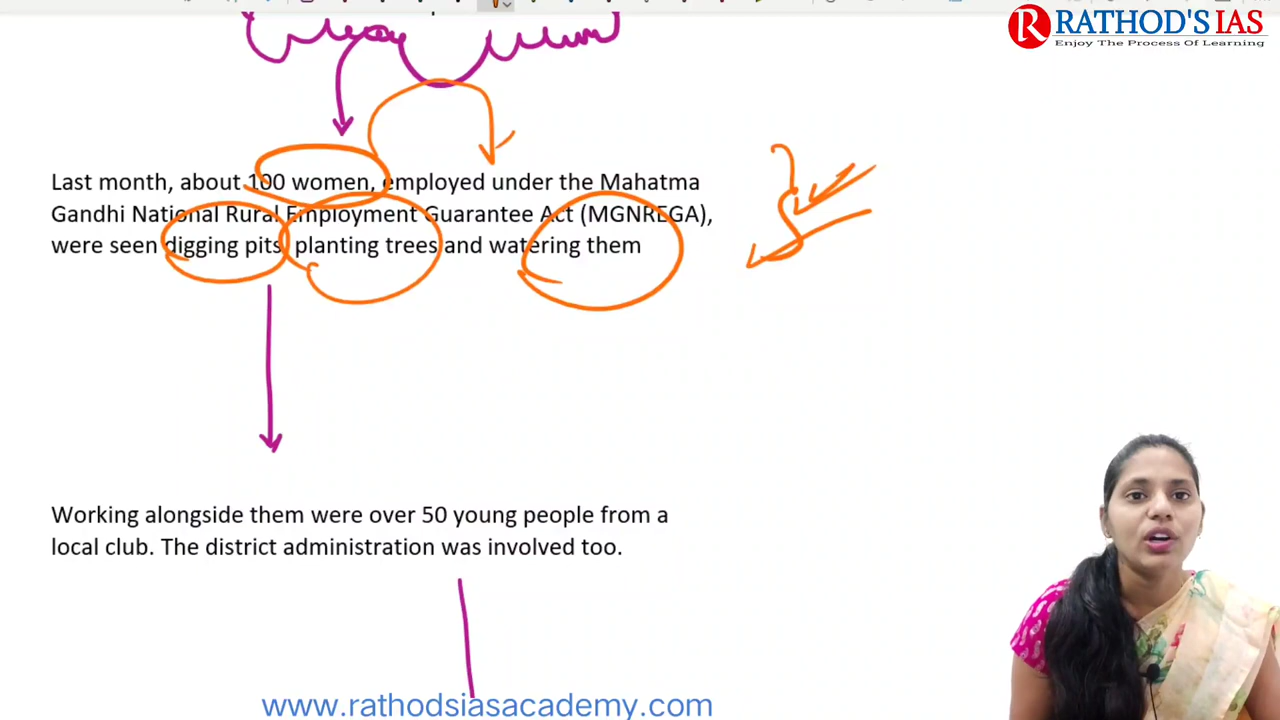 RATHOD'S IAS
Enjoy The Process Of Learning
Last month, about 100 women, employed under the Mahatma
Gandhi National Rural Employment Guarantee Act (MGNREGA),
were seen digging pits, planting trees and watering them
Working alongside them were over 50 young people from a
local club. The district administration was involved too.
www.rathodsiasacademy.com